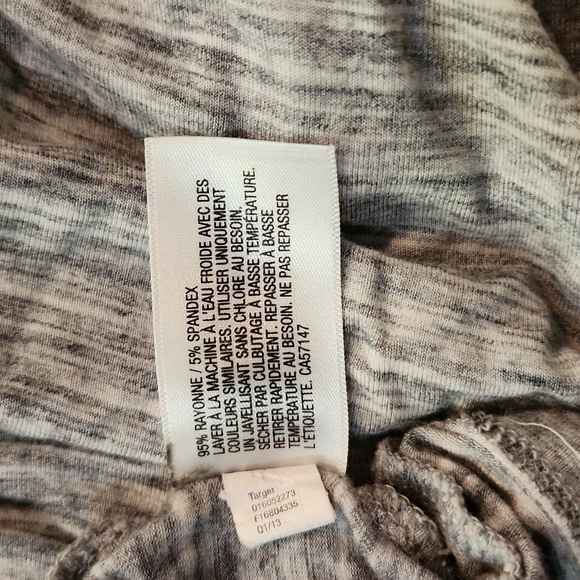 95% RAYONNE / 5% SPANDEX
LAVER À LA MACHINE À L'EAU FROIDE AVEC DES
COULEURS SIMILAIRES. UTILISER UNIQUEMENT
UN JAVELLISANT SANS CHLORE AU BESOIN.
SÉCHER PAR CULBUTAGE À BASSE TEMPÉRATURE.
RETIRER RAPIDEMENT. REPASSER À BASSE
TEMPÉRATURE AU BESOIN. NE PAS REPASSER
L'ÉTIQUETTE. CA57147
Target
D16052273
F16804335
Q1/13